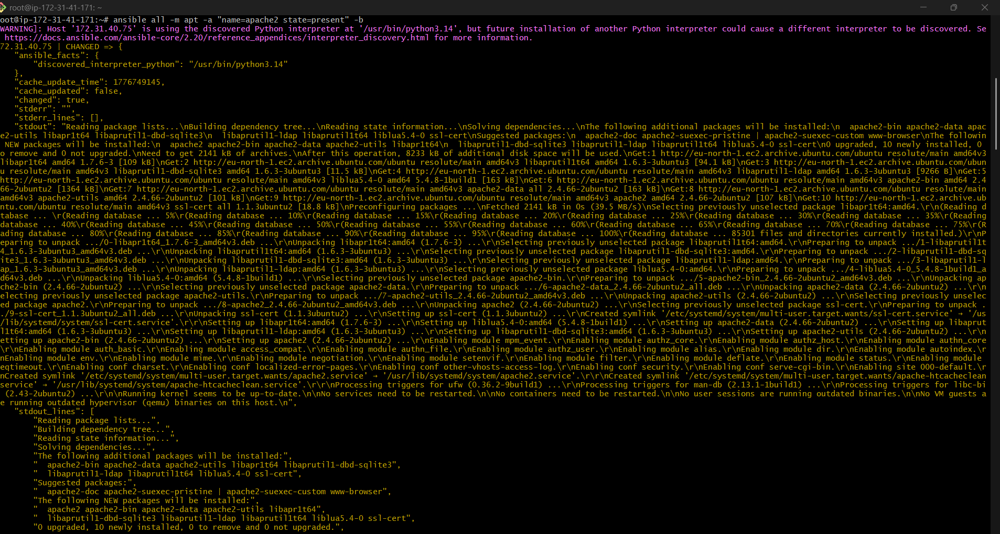 root@ip-172-31-41-171: ~
oot@ip-172-31-41-171:~# ansible all -m apt -a "name=apache2 state=present" -b
WARNING]: Host '172.31.40.75' is using the discovered Python interpreter at '/usr/bin/python3.14', but future installation of another Python interpreter could cause a different interpreter to be discovered. Se
 https://docs.ansible.com/ansible-core/2.20/reference_appendices/interpreter_discovery.html for more information.
72.31.40.75 | CHANGED => {
   "ansible_facts": {
       "discovered_interpreter_python": "/usr/bin/python3.14"
   },
   "cache_update_time": 1776749145,
   "cache_updated": false,
   "changed": true,
   "stderr": "",
   "stderr_lines": [],
   "stdout": "Reading package lists...\nBuilding dependency tree...\nReading state information...\nSolving dependencies...\nThe following additional packages will be installed:\n  apache2-bin apache2-data apac
e2-utils libapr1t64 libaprutil1-dbd-sqlite3\n  libaprutil1-ldap libaprutil1t64 liblua5.4-0 ssl-cert\nSuggested packages:\n  apache2-doc apache2-suexec-pristine | apache2-suexec-custom www-browser\nThe followin
 NEW packages will be installed:\n  apache2 apache2-bin apache2-data apache2-utils libapr1t64\n  libaprutil1-dbd-sqlite3 libaprutil1-ldap libaprutil1t64 liblua5.4-0 ssl-cert\n0 upgraded, 10 newly installed, 0
o remove and 0 not upgraded.\nNeed to get 2141 kB of archives.\nAfter this operation, 8233 kB of additional disk space will be used.\nGet:1 http://eu-north-1.ec2.archive.ubuntu.com/ubuntu resolute/main amd64v3
libapr1t64 amd64 1.7.6-3 [109 kB]\nGet:2 http://eu-north-1.ec2.archive.ubuntu.com/ubuntu resolute/main amd64v3 libaprutil1t64 amd64 1.6.3-3ubuntu3 [94.1 kB]\nGet:3 http://eu-north-1.ec2.archive.ubuntu.com/ubun
u resolute/main amd64v3 libaprutil1-dbd-sqlite3 amd64 1.6.3-3ubuntu3 [11.5 kB]\nGet:4 http://eu-north-1.ec2.archive.ubuntu.com/ubuntu resolute/main amd64v3 libaprutil1-ldap amd64 1.6.3-3ubuntu3 [9266 B]\nGet:5
http://eu-north-1.ec2.archive.ubuntu.com/ubuntu resolute/main amd64v3 liblua5.4-0 amd64 5.4.8-1build1 [163 kB]\nGet:6 http://eu-north-1.ec2.archive.ubuntu.com/ubuntu resolute/main amd64v3 apache2-bin amd64 2.4
66-2ubuntu2 [1364 kB]\nGet:7 http://eu-north-1.ec2.archive.ubuntu.com/ubuntu resolute/main amd64v3 apache2-data all 2.4.66-2ubuntu2 [163 kB]\nGet:8 http://eu-north-1.ec2.archive.ubuntu.com/ubuntu resolute/main
amd64v3 apache2-utils amd64 2.4.66-2ubuntu2 [101 kB]\nGet:9 http://eu-north-1.ec2.archive.ubuntu.com/ubuntu resolute/main amd64v3 apache2 amd64 2.4.66-2ubuntu2 [107 kB]\nGet:10 http://eu-north-1.ec2.archive.ub
ntu.com/ubuntu resolute/main amd64v3 ssl-cert all 1.1.3ubuntu2 [18.8 kB]\nPreconfiguring packages ...\nFetched 2141 kB in 0s (39.5 MB/s)\nSelecting previously unselected package libapr1t64:amd64.\r\n(Reading d
tabase ... \r(Reading database ... 5%\r(Reading database ... 10%\r(Reading database ... 15%\r(Reading database ... 20%\r(Reading database ... 25%\r(Reading database ... 30%\r(Reading database ... 35%\r(Reading
database ... 40%\r(Reading database ... 45%\r(Reading database ... 50%\r(Reading database ... 55%\r(Reading database ... 60%\r(Reading database ... 65%\r(Reading database ... 70%\r(Reading database ... 75%\r(R
ading database ... 80%\r(Reading database ... 85%\r(Reading database ... 90%\r(Reading database ... 95%\r(Reading database ... 100%\r(Reading database ... 85301 files and directories currently installed.)\r\nP
eparing to unpack .../0-libapr1t64_1.7.6-3_amd64v3.deb ...\r\nUnpacking libapr1t64:amd64 (1.7.6-3) ...\r\nSelecting previously unselected package libaprutil1t64:amd64.\r\nPreparing to unpack .../1-libaprutil1t
4_1.6.3-3ubuntu3_amd64v3.deb ...\r\nUnpacking libaprutil1t64:amd64 (1.6.3-3ubuntu3) ...\r\nSelecting previously unselected package libaprutil1-dbd-sqlite3:amd64.\r\nPreparing to unpack .../2-libaprutil1-dbd-sq
ite3_1.6.3-3ubuntu3_amd64v3.deb ...\r\nUnpacking libaprutil1-dbd-sqlite3:amd64 (1.6.3-3ubuntu3) ...\r\nSelecting previously unselected package libaprutil1-ldap:amd64.\r\nPreparing to unpack .../3-libaprutil1-l
ap_1.6.3-3ubuntu3_amd64v3.deb ...\r\nUnpacking libaprutil1-ldap:amd64 (1.6.3-3ubuntu3) ...\r\nSelecting previously unselected package liblua5.4-0:amd64.\r\nPreparing to unpack .../4-liblua5.4-0_5.4.8-1build1_a
d64v3.deb ...\r\nUnpacking liblua5.4-0:amd64 (5.4.8-1build1) ...\r\nSelecting previously unselected package apache2-bin.\r\nPreparing to unpack .../5-apache2-bin_2.4.66-2ubuntu2_amd64v3.deb ...\r\nUnpacking ap
che2-bin (2.4.66-2ubuntu2) ...\r\nSelecting previously unselected package apache2-data.\r\nPreparing to unpack .../6-apache2-data_2.4.66-2ubuntu2_all.deb ...\r\nUnpacking apache2-data (2.4.66-2ubuntu2) ...\r\n
electing previously unselected package apache2-utils.\r\nPreparing to unpack .../7-apache2-utils_2.4.66-2ubuntu2_amd64v3.deb ...\r\nUnpacking apache2-utils (2.4.66-2ubuntu2) ...\r\nSelecting previously unselec
ed package apache2.\r\nPreparing to unpack .../8-apache2_2.4.66-2ubuntu2_amd64v3.deb ...\r\nUnpacking apache2 (2.4.66-2ubuntu2) ...\r\nSelecting previously unselected package ssl-cert.\r\nPreparing to unpack .
./9-ssl-cert_1.1.3ubuntu2_all.deb ...\r\nUnpacking ssl-cert (1.1.3ubuntu2) ...\r\nSetting up ssl-cert (1.1.3ubuntu2) ...\r\nCreated symlink '/etc/systemd/system/multi-user.target.wants/ssl-cert.service' → '/us
/lib/systemd/system/ssl-cert.service'.\r\r\nSetting up libapr1t64:amd64 (1.7.6-3) ...\r\nSetting up liblua5.4-0:amd64 (5.4.8-1build1) ...\r\nSetting up apache2-data (2.4.66-2ubuntu2) ...\r\nSetting up libaprut
l1t64:amd64 (1.6.3-3ubuntu3) ...\r\nSetting up libaprutil1-ldap:amd64 (1.6.3-3ubuntu3) ...\r\nSetting up libaprutil1-dbd-sqlite3:amd64 (1.6.3-3ubuntu3) ...\r\nSetting up apache2-utils (2.4.66-2ubuntu2) ...\r\n
etting up apache2-bin (2.4.66-2ubuntu2) ...\r\nSetting up apache2 (2.4.66-2ubuntu2) ...\r\nEnabling module mpm_event.\r\nEnabling module authz_core.\r\nEnabling module authz_host.\r\nEnabling module authn_core
\r\nEnabling module auth_basic.\r\nEnabling module access_compat.\r\nEnabling module authn_file.\r\nEnabling module authz_user.\r\nEnabling module alias.\r\nEnabling module dir.\r\nEnabling module autoindex.\r
nEnabling module env.\r\nEnabling module mime.\r\nEnabling module negotiation.\r\nEnabling module setenvif.\r\nEnabling module filter.\r\nEnabling module deflate.\r\nEnabling module status.\r\nEnabling module
eqtimeout.\r\nEnabling conf charset.\r\nEnabling conf localized-error-pages.\r\nEnabling conf other-vhosts-access-log.\r\nEnabling conf security.\r\nEnabling conf serve-cgi-bin.\r\nEnabling site 000-default.\r
nCreated symlink '/etc/systemd/system/multi-user.target.wants/apache2.service' → '/usr/lib/systemd/system/apache2.service'.\r\r\nCreated symlink '/etc/systemd/system/multi-user.target.wants/apache-htcacheclean
service' → '/usr/lib/systemd/system/apache-htcacheclean.service'.\r\r\nProcessing triggers for ufw (0.36.2-9build1) ...\r\nProcessing triggers for man-db (2.13.1-1build1) ...\r\nProcessing triggers for libc-bi
 (2.43-2ubuntu2) ...\r\n\nRunning kernel seems to be up-to-date.\n\nNo services need to be restarted.\n\nNo containers need to be restarted.\n\nNo user sessions are running outdated binaries.\n\nNo VM guests a
e running outdated hypervisor (qemu) binaries on this host.\n",
   "stdout_lines": [
       "Reading package lists...",
       "Building dependency tree...",
       "Reading state information...",
       "Solving dependencies...",
       "The following additional packages will be installed:",
       "  apache2-bin apache2-data apache2-utils libapr1t64 libaprutil1-dbd-sqlite3",
       "  libaprutil1-ldap libaprutil1t64 liblua5.4-0 ssl-cert",
       "Suggested packages:",
       "  apache2-doc apache2-suexec-pristine | apache2-suexec-custom www-browser",
       "The following NEW packages will be installed:",
       "  apache2 apache2-bin apache2-data apache2-utils libapr1t64",
       "  libaprutil1-dbd-sqlite3 libaprutil1-ldap libaprutil1t64 liblua5.4-0 ssl-cert",
       "0 upgraded, 10 newly installed, 0 to remove and 0 not upgraded.",